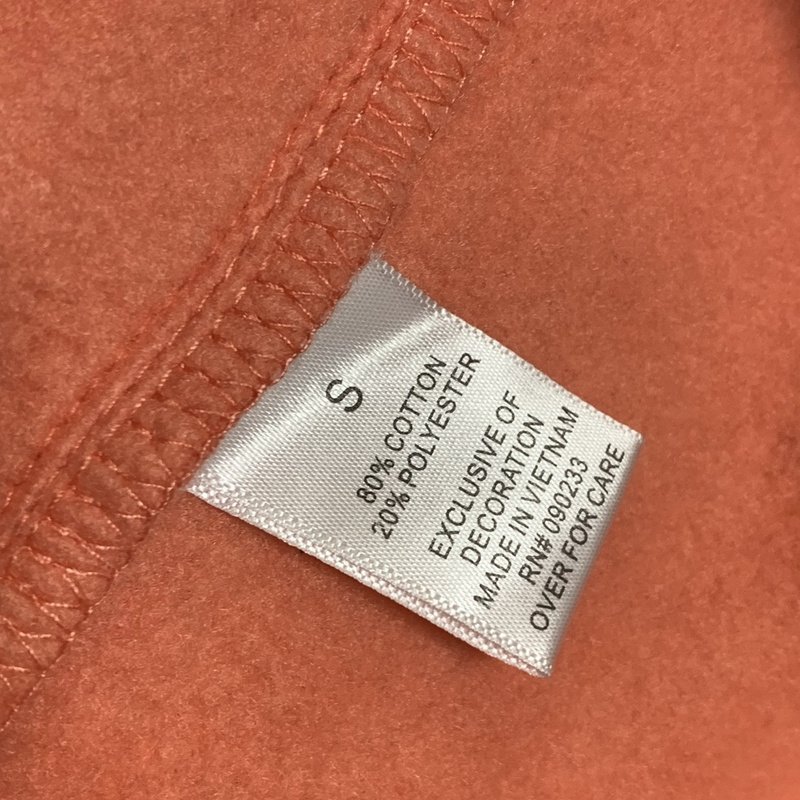 S
80% COTTON
20% POLYESTER
EXCLUSIVE OF
DECORATION
MADE IN VIETNAM
RN# 090233
OVER FOR CARE